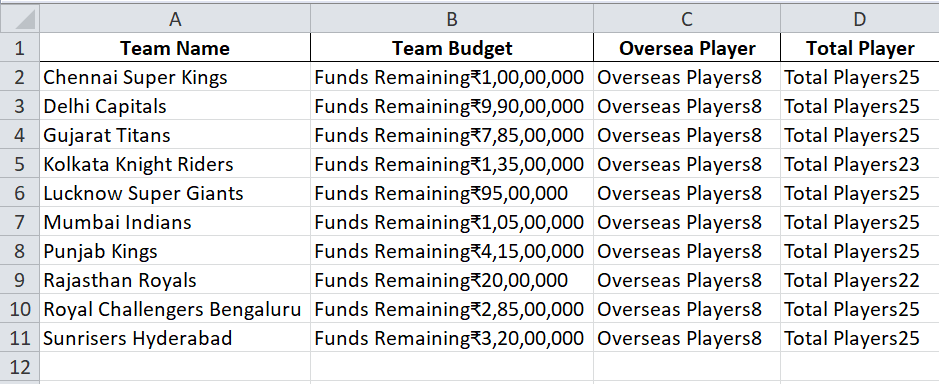 A B C D
1 Team Name Team Budget Oversea Player Total Player
2 Chennai Super Kings Funds Remaining₹1,00,00,000 Overseas Players8 Total Players25
3 Delhi Capitals Funds Remaining₹9,90,00,000 Overseas Players8 Total Players25
4 Gujarat Titans Funds Remaining₹7,85,00,000 Overseas Players8 Total Players25
5 Kolkata Knight Riders Funds Remaining₹1,35,00,000 Overseas Players8 Total Players23
6 Lucknow Super Giants Funds Remaining₹95,00,000 Overseas Players8 Total Players25
7 Mumbai Indians Funds Remaining₹1,05,00,000 Overseas Players8 Total Players25
8 Punjab Kings Funds Remaining₹4,15,00,000 Overseas Players8 Total Players25
9 Rajasthan Royals Funds Remaining₹20,00,000 Overseas Players8 Total Players22
10 Royal Challengers Bengaluru Funds Remaining₹2,85,00,000 Overseas Players8 Total Players25
11 Sunrisers Hyderabad Funds Remaining₹3,20,00,000 Overseas Players8 Total Players25
12